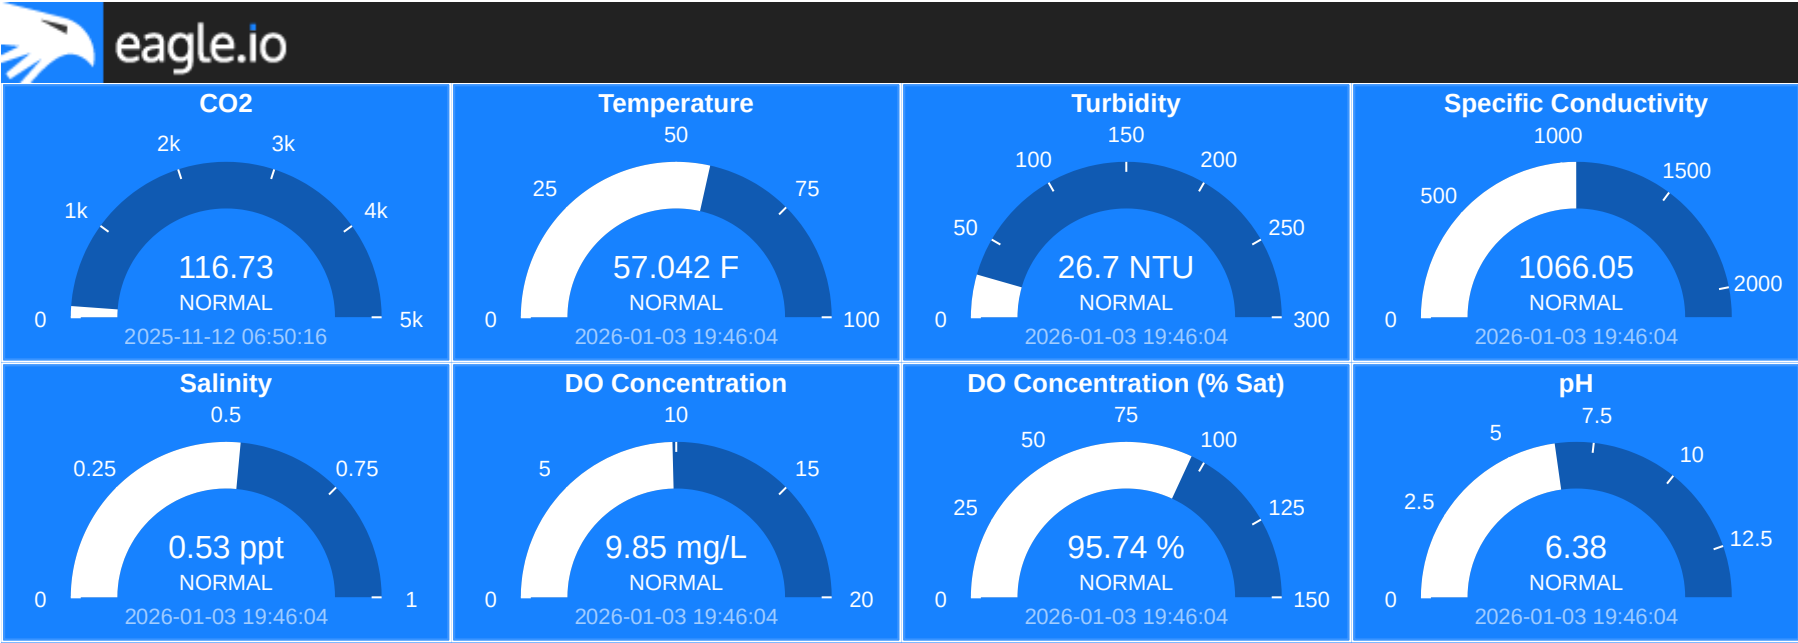 eagle.io
CO2
0
1k
2k
3k
4k
5k
116.73
NORMAL
2025-11-12 06:50:16
Temperature
0
25
50
75
100
57.042 F
NORMAL
2026-01-03 19:46:04
Turbidity
0
50
100
150
200
250
300
26.7 NTU
NORMAL
2026-01-03 19:46:04
Specific Conductivity
0
500
1000
1500
2000
1066.05
NORMAL
2026-01-03 19:46:04
Salinity
0
0.25
0.5
0.75
1
0.53 ppt
NORMAL
2026-01-03 19:46:04
DO Concentration
0
5
10
15
20
9.85 mg/L
NORMAL
2026-01-03 19:46:04
DO Concentration (% Sat)
0
25
50
75
100
125
150
95.74 %
NORMAL
2026-01-03 19:46:04
pH
0
2.5
5
7.5
10
12.5
6.38
NORMAL
2026-01-03 19:46:04